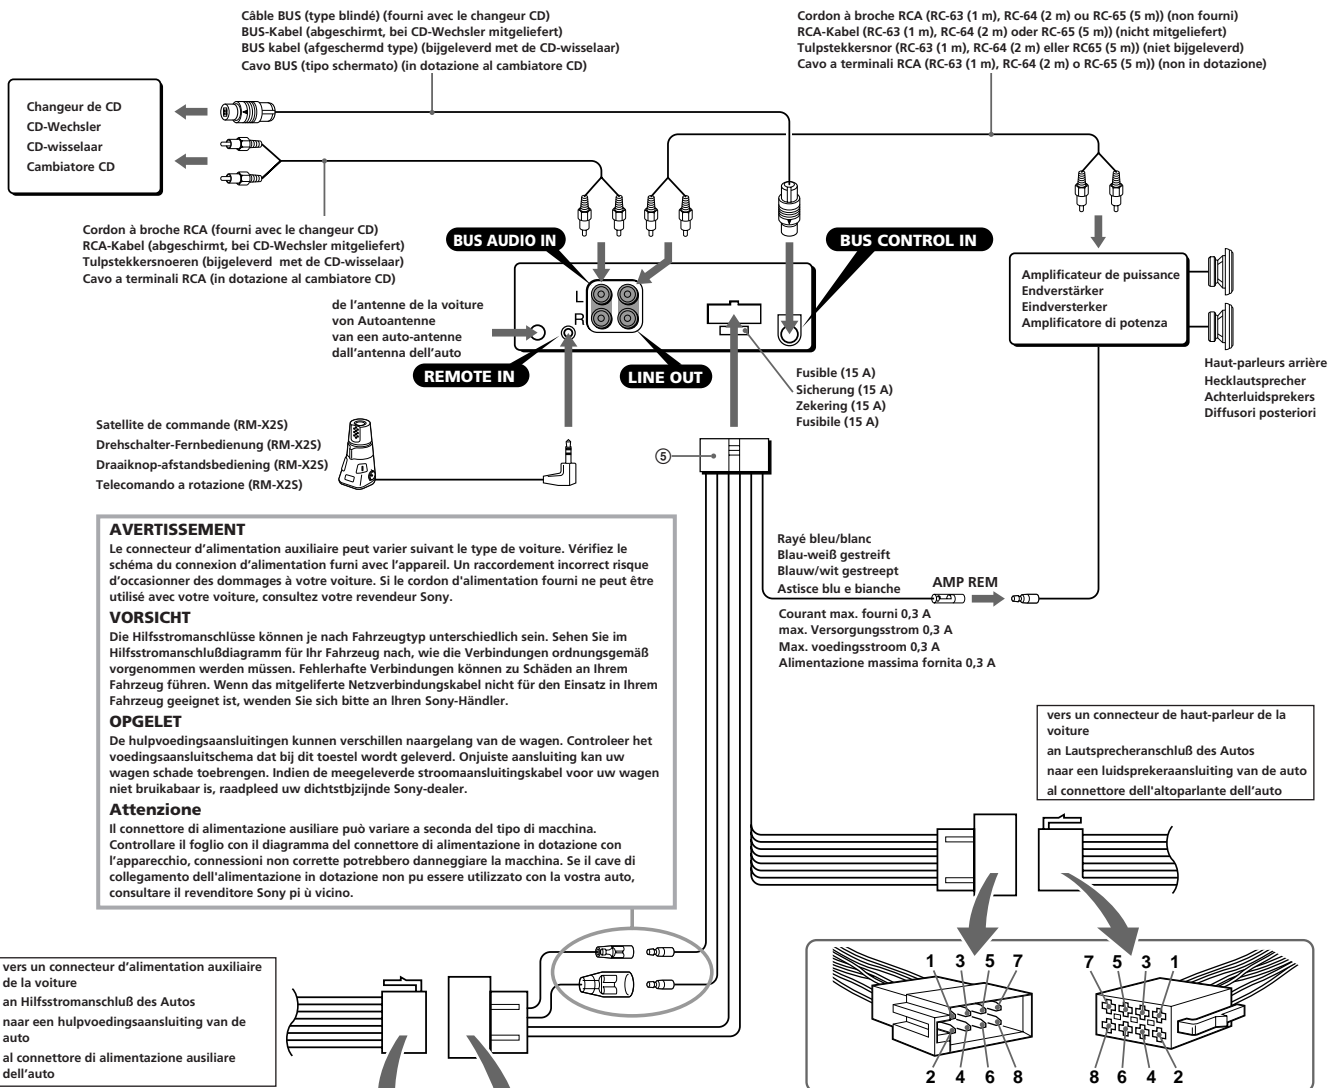 Câble BUS (type blindé) (fourni avec le changeur CD)
BUS-Kabel (abgeschirmt, bei CD-Wechsler mitgeliefert)
BUS kabel (afgeschermd type) (bijgeleverd met de CD-wisselaar)
Cavo BUS (tipo schermato) (in dotazione al cambiatore CD)
Cordon à broche RCA (RC-63 (1 m), RC-64 (2 m) ou RC-65 (5 m)) (non fourni)
RCA-Kabel (RC-63 (1 m), RC-64 (2 m) oder RC-65 (5 m)) (nicht mitgeliefert)
Tulpstekkersnor (RC-63 (1 m), RC-64 (2 m) eller RC65 (5 m)) (niet bijgeleverd)
Cavo a terminali RCA (RC-63 (1 m), RC-64 (2 m) o RC-65 (5 m)) (non in dotazione)
Changeur de CD
CD-Wechsler
CD-wisselaar
Cambiatore CD
Cordon à broche RCA (fourni avec le changeur CD)
RCA-Kabel (abgeschirmt, bei CD-Wechsler mitgeliefert)
Tulpstekkersnoeren (bijgeleverd met de CD-wisselaar)
Cavo a terminali RCA (in dotazione al cambiatore CD)
BUS AUDIO IN
BUS CONTROL IN
L
R
de l'antenne de la voiture
von Autoantenne
van een auto-antenne
dall'antenna dell'auto
REMOTE IN
LINE OUT
Amplificateur de puissance
Endverstärker
Eindversterker
Amplificatore di potenza
Haut-parleurs arrière
Hecklautsprecher
Achterluidsprekers
Diffusori posteriori
Fusible (15 A)
Sicherung (15 A)
Zekering (15 A)
Fusibile (15 A)
Satellite de commande (RM-X2S)
Drehschalter-Fernbedienung (RM-X2S)
Draaiknop-afstandsbediening (RM-X2S)
Telecomando a rotazione (RM-X2S)
⑤
AVERTISSEMENT
Le connecteur d'alimentation auxiliaire peut varier suivant le type de voiture. Vérifiez le
schéma du connexion d'alimentation furni avec l'appareil. Un raccordement incorrect risque
d'occasionner des dommages à votre voiture. Si le cordon d'alimentation fourni ne peut être
utilisé avec votre voiture, consultez votre revendeur Sony.
VORSICHT
Die Hilfsstromanschlüsse können je nach Fahrzeugtyp unterschiedlich sein. Sehen Sie im
Hilfsstromanschlußdiagramm für Ihr Fahrzeug nach, wie die Verbindungen ordnungsgemäß
vorgenommen werden müssen. Fehlerhafte Verbindungen können zu Schäden an Ihrem
Fahrzeug führen. Wenn das mitgeliferte Netzverbindungskabel nicht für den Einsatz in Ihrem
Fahrzeug geeignet ist, wenden Sie sich bitte an Ihren Sony-Händler.
OPGELET
De hulpvoedingsaansluitingen kunnen verschillen naargelang van de wagen. Controleer het
voedingsaansluitschema dat bij dit toestel wordt geleverd. Onjuiste aansluiting kan uw
wagen schade toebrengen. Indien de meegeleverde stroomaansluitingskabel voor uw wagen
niet bruikabaar is, raadpleed uw dichtstbjzijnde Sony-dealer.
Attenzione
Il connettore di alimentazione ausiliare può variare a seconda del tipo di macchina.
Controllare il foglio con il diagramma del connettore di alimentazione in dotazione con
l'apparecchio, connessioni non corrette potrebbero danneggiare la macchina. Se il cave di
collegamento dell'alimentazione in dotazione non pu essere utilizzato con la vostra auto,
consultare il revenditore Sony pi ù vicino.
Rayé bleu/blanc
Blau-weiß gestreift
Blauw/wit gestreept
Astisce blu e bianche
AMP REM
Courant max. fourni 0,3 A
max. Versorgungsstrom 0,3 A
Max. voedingsstroom 0,3 A
Alimentazione massima fornita 0,3 A
vers un connecteur de haut-parleur de la
voiture
an Lautsprecheranschluß des Autos
naar een luidsprekeraansluiting van de auto
al connettore dell'altoparlante dell'auto
vers un connecteur d'alimentation auxiliaire
de la voiture
an Hilfsstromanschluß des Autos
naar een hulpvoedingsaansluiting van de
auto
al connettore di alimentazione ausiliare
dell'auto
1 3 5 7
2 4 6 8
7 5 3 1
8 6 4 2